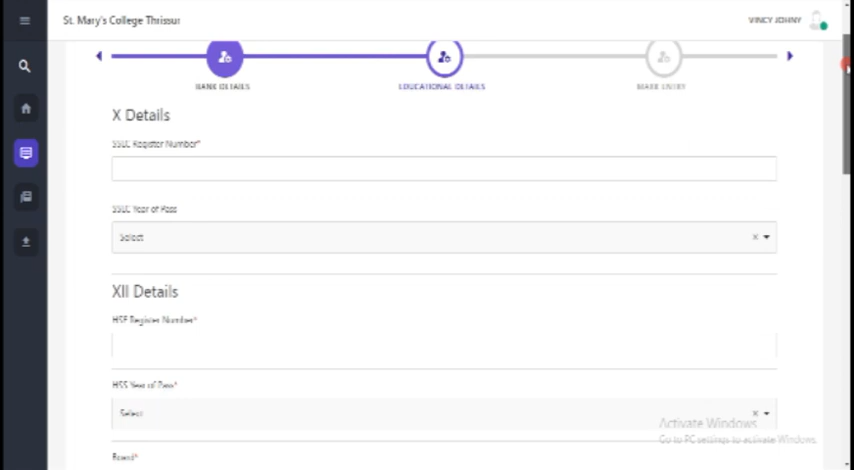 St. Mary's College Thrissur
VINCY JOHNY
BANK DETAILS
EDUCATIONAL DETAILS
MARK ENTRY
X Details
SSLC Register Number*
SSLC Year of Pass
Select
XII Details
HSE Register Number*
HSS Year of Pass*
Select
Activate Windows
Go to PC settings to activate Windows.
Board*